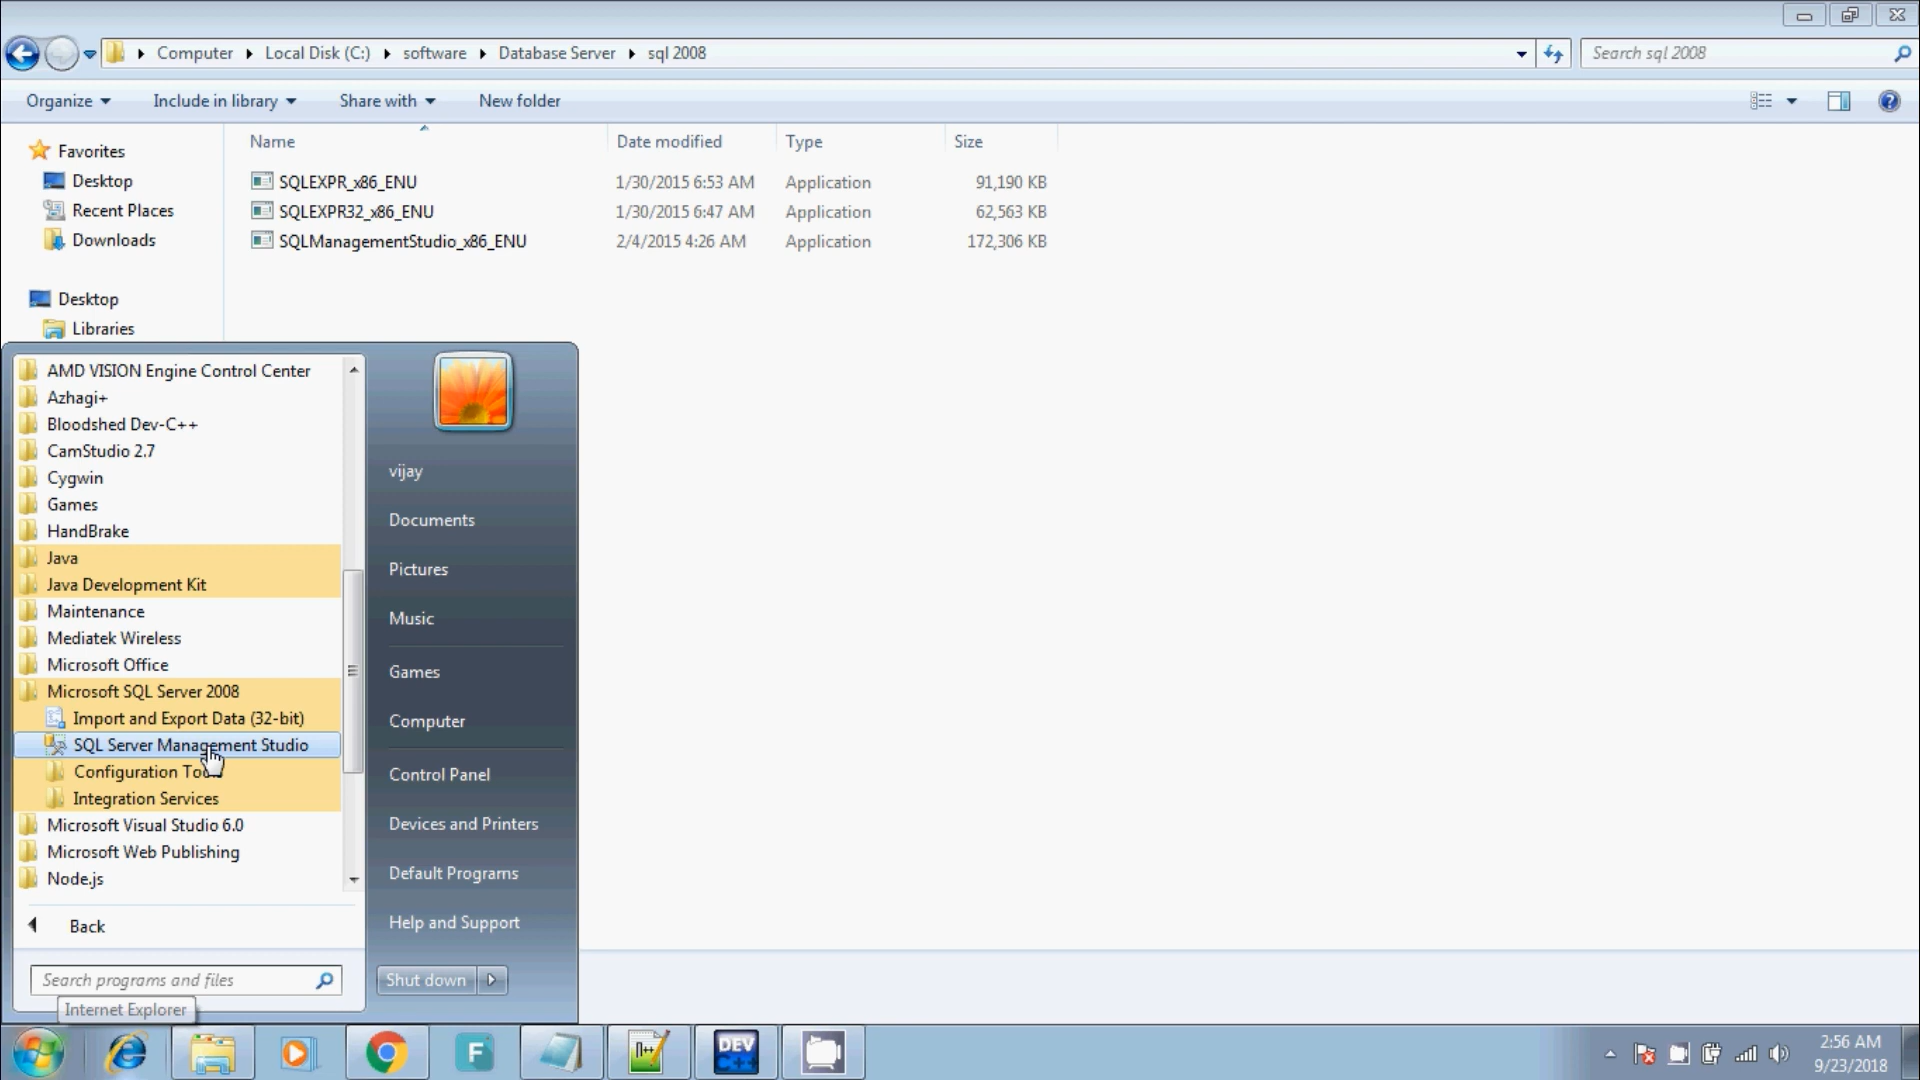 Computer
Local Disk (C:)
software
Database Server
sql 2008
Search sql 2008
Organize
Include in library
Share with
New folder
Name
Date modified
Type
Size
Favorites
Desktop
Recent Places
Downloads
Desktop
Libraries
SQLEXPR_x86_ENU 1/30/2015 6:53 AM Application 91,190 KB
SQLEXPR32_x86_ENU 1/30/2015 6:47 AM Application 62,563 KB
SQLManagementStudio_x86_ENU 2/4/2015 4:26 AM Application 172,306 KB
AMD VISION Engine Control Center
Azhagi+
Bloodshed Dev-C++
CamStudio 2.7
Cygwin
Games
HandBrake
Java
Java Development Kit
Maintenance
Mediatek Wireless
Microsoft Office
Microsoft SQL Server 2008
Import and Export Data (32-bit)
SQL Server Management Studio
Configuration Tools
Integration Services
Microsoft Visual Studio 6.0
Microsoft Web Publishing
Node.js
Back
Search programs and files
Internet Explorer
vijay
Documents
Pictures
Music
Games
Computer
Control Panel
Devices and Printers
Default Programs
Help and Support
Shut down
F
DEV
C++
2:56 AM
9/23/2018